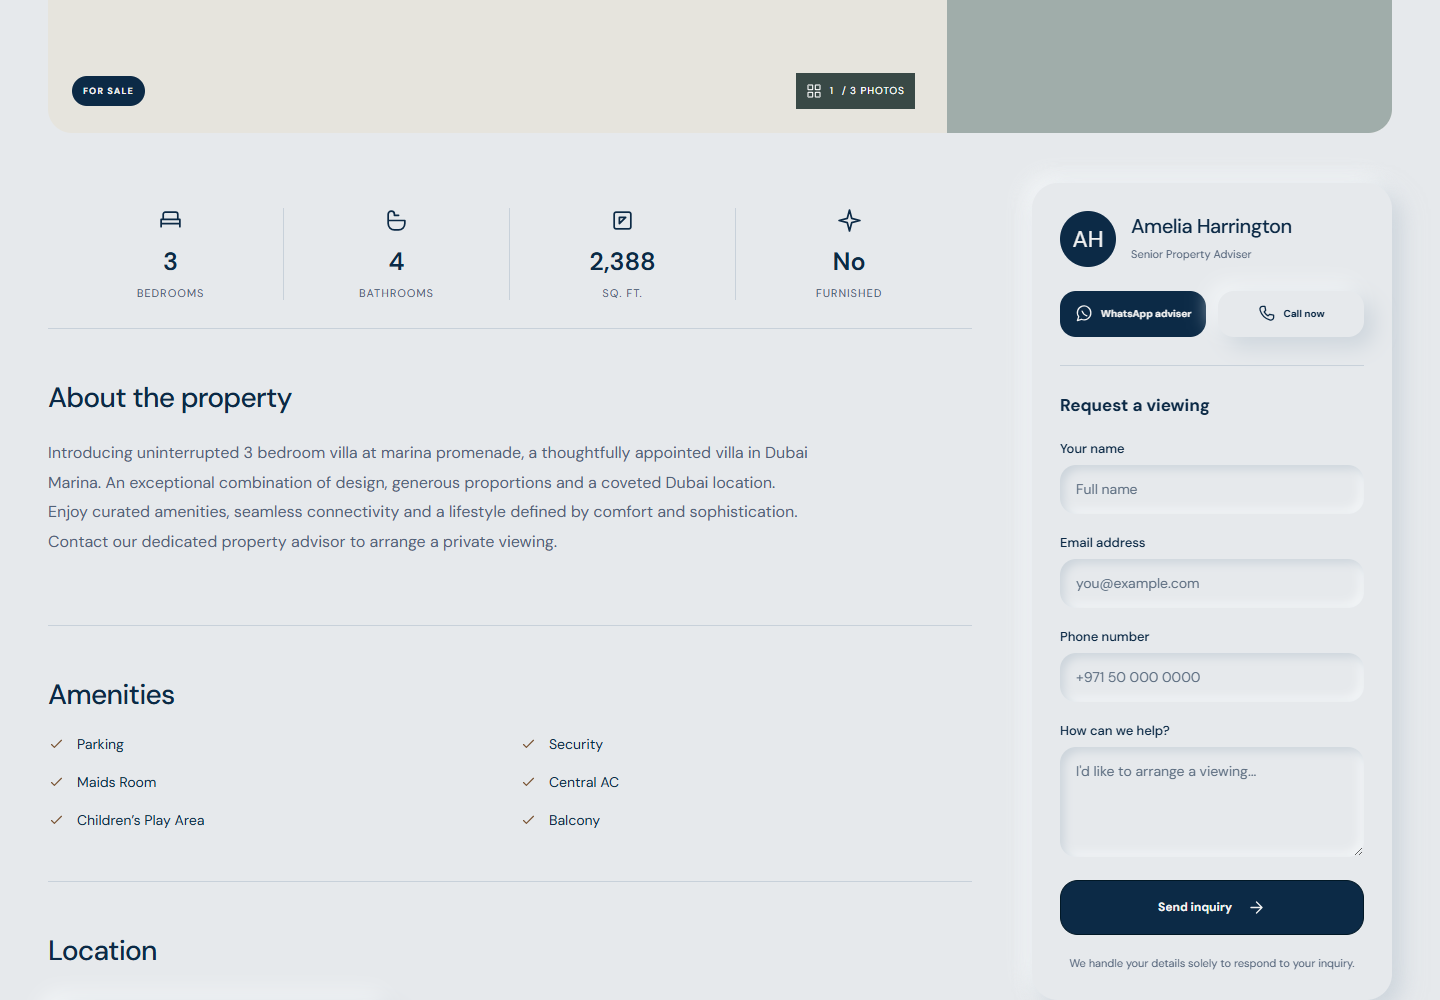 FOR SALE
1 / 3 PHOTOS
3
BEDROOMS
4
BATHROOMS
2,388
SQ. FT.
No
FURNISHED
About the property
Introducing uninterrupted 3 bedroom villa at marina promenade, a thoughtfully appointed villa in Dubai
Marina. An exceptional combination of design, generous proportions and a coveted Dubai location.
Enjoy curated amenities, seamless connectivity and a lifestyle defined by comfort and sophistication.
Contact our dedicated property advisor to arrange a private viewing.
Amenities
Parking
Security
Maids Room
Central AC
Children’s Play Area
Balcony
Location
AH
Amelia Harrington
Senior Property Adviser
WhatsApp adviser
Call now
Request a viewing
Your name
Full name
Email address
you@example.com
Phone number
+971 50 000 0000
How can we help?
I'd like to arrange a viewing...
Send inquiry
We handle your details solely to respond to your inquiry.